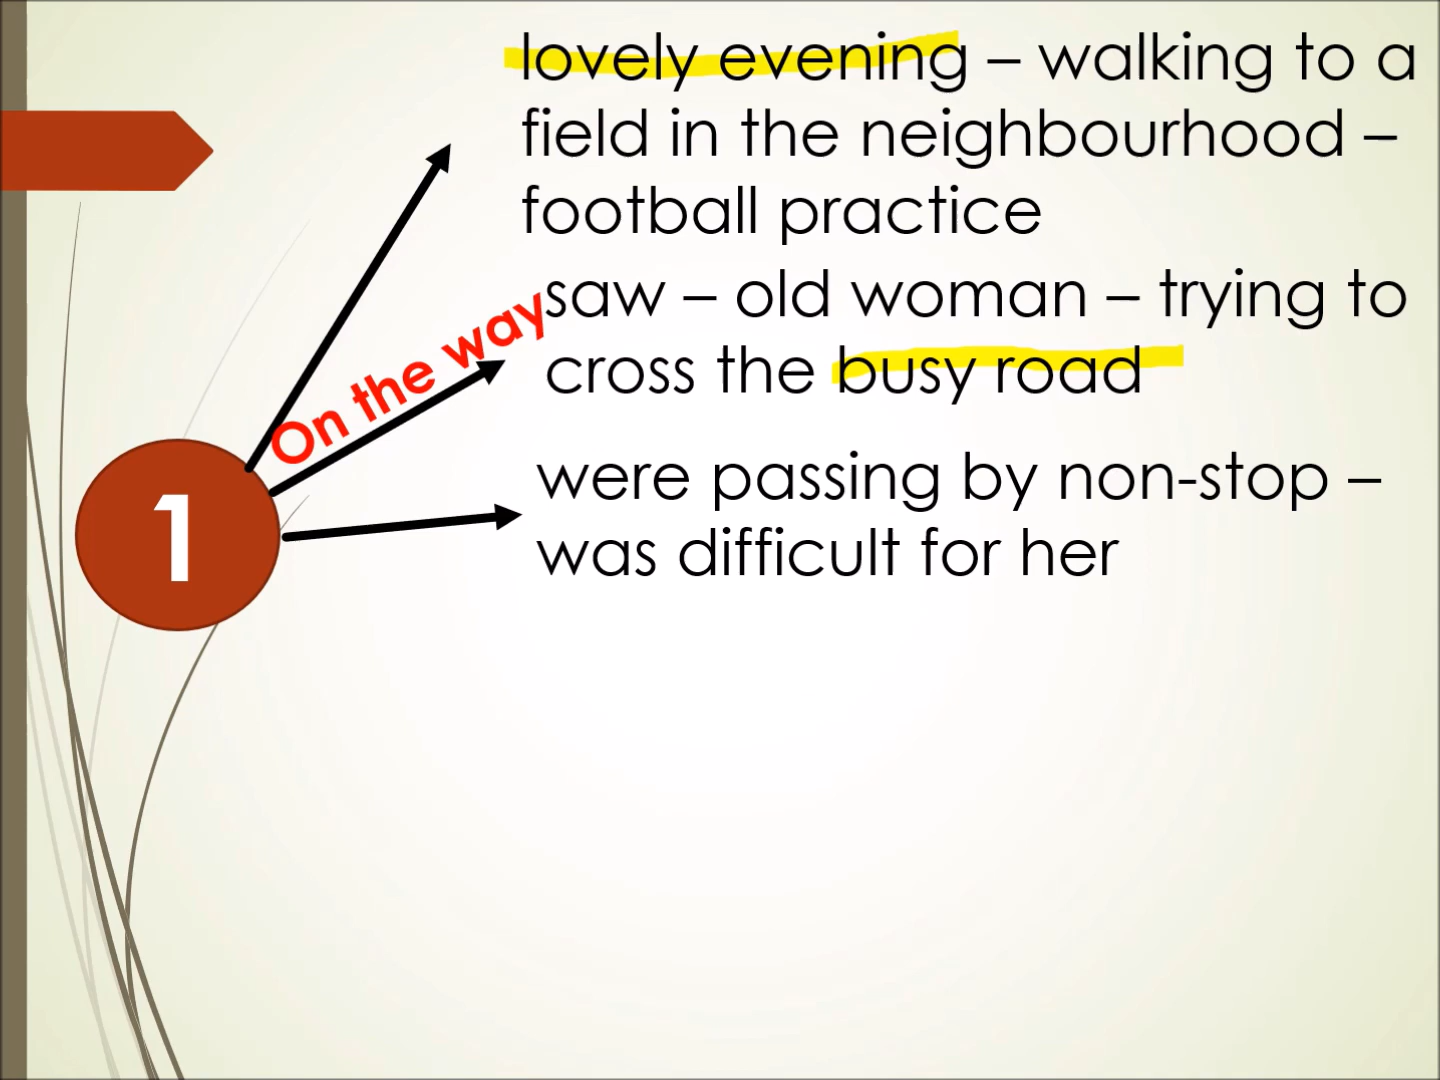 lovely evening – walking to a
field in the neighbourhood –
football practice
On the way
saw – old woman – trying to
cross the busy road
1
were passing by non-stop –
was difficult for her